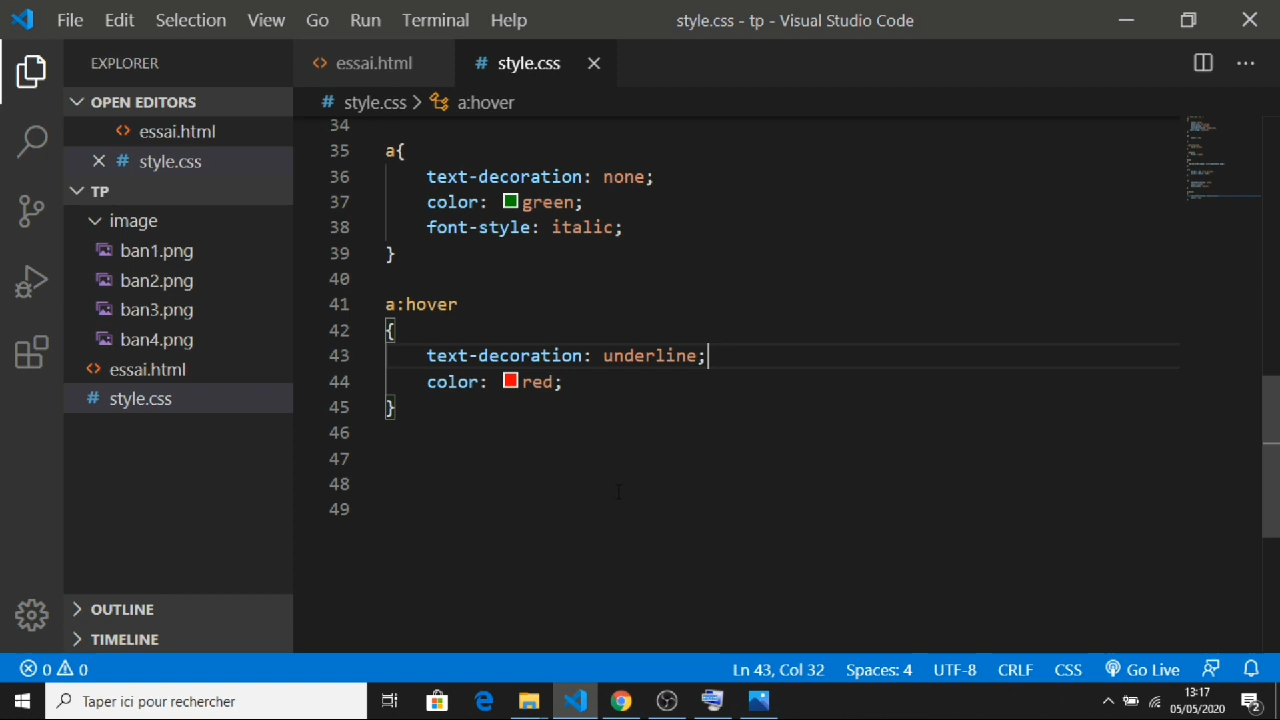 File Edit Selection View Go Run Terminal Help style.css - tp - Visual Studio Code
EXPLORER
OPEN EDITORS
essai.html
style.css
TP
image
ban1.png
ban2.png
ban3.png
ban4.png
essai.html
style.css
OUTLINE
TIMELINE
essai.html style.css
style.css > a:hover
34
35 a{
36 text-decoration: none;
37 color: green;
38 font-style: italic;
39 }
40
41 a:hover
42 {
43 text-decoration: underline;
44 color: red;
45 }
46
47
48
49
0 0 Ln 43, Col 32 Spaces: 4 UTF-8 CRLF CSS Go Live
Taper ici pour rechercher
13:17
05/05/2020
2